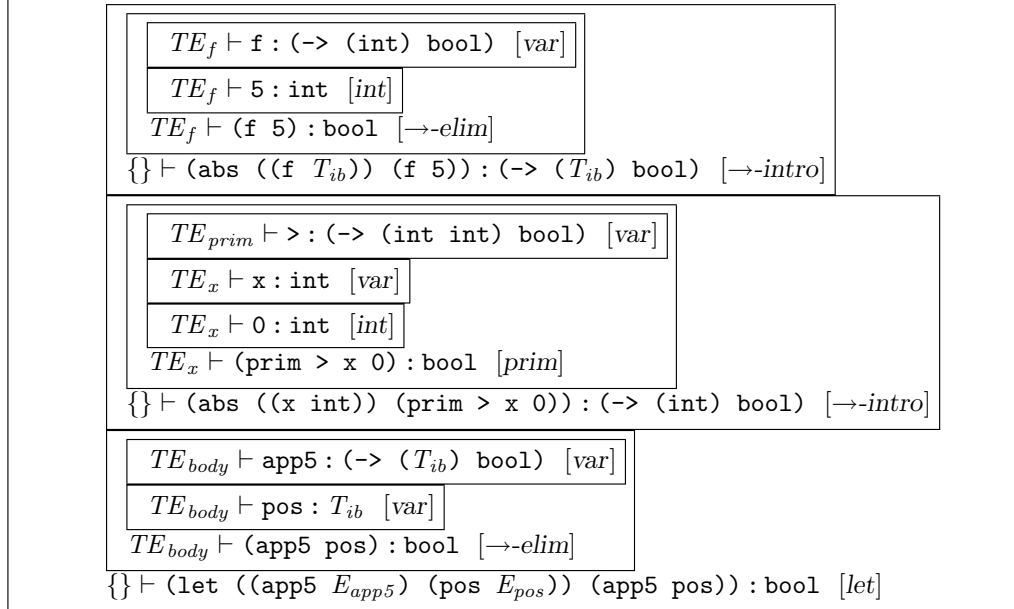 TE_f ⊢ f : (-> (int) bool) [var]
TE_f ⊢ 5 : int [int]
TE_f ⊢ (f 5) : bool [→-elim]
{} ⊢ (abs ((f T_ib)) (f 5)) : (-> (T_ib) bool) [→-intro]
TE_prim ⊢ > : (-> (int int) bool) [var]
TE_x ⊢ x : int [var]
TE_x ⊢ 0 : int [int]
TE_x ⊢ (prim > x 0) : bool [prim]
{} ⊢ (abs ((x int)) (prim > x 0)) : (-> (int) bool) [→-intro]
TE_body ⊢ app5 : (-> (T_ib) bool) [var]
TE_body ⊢ pos : T_ib [var]
TE_body ⊢ (app5 pos) : bool [→-elim]
{} ⊢ (let ((app5 E_app5) (pos E_pos)) (app5 pos)) : bool [let]